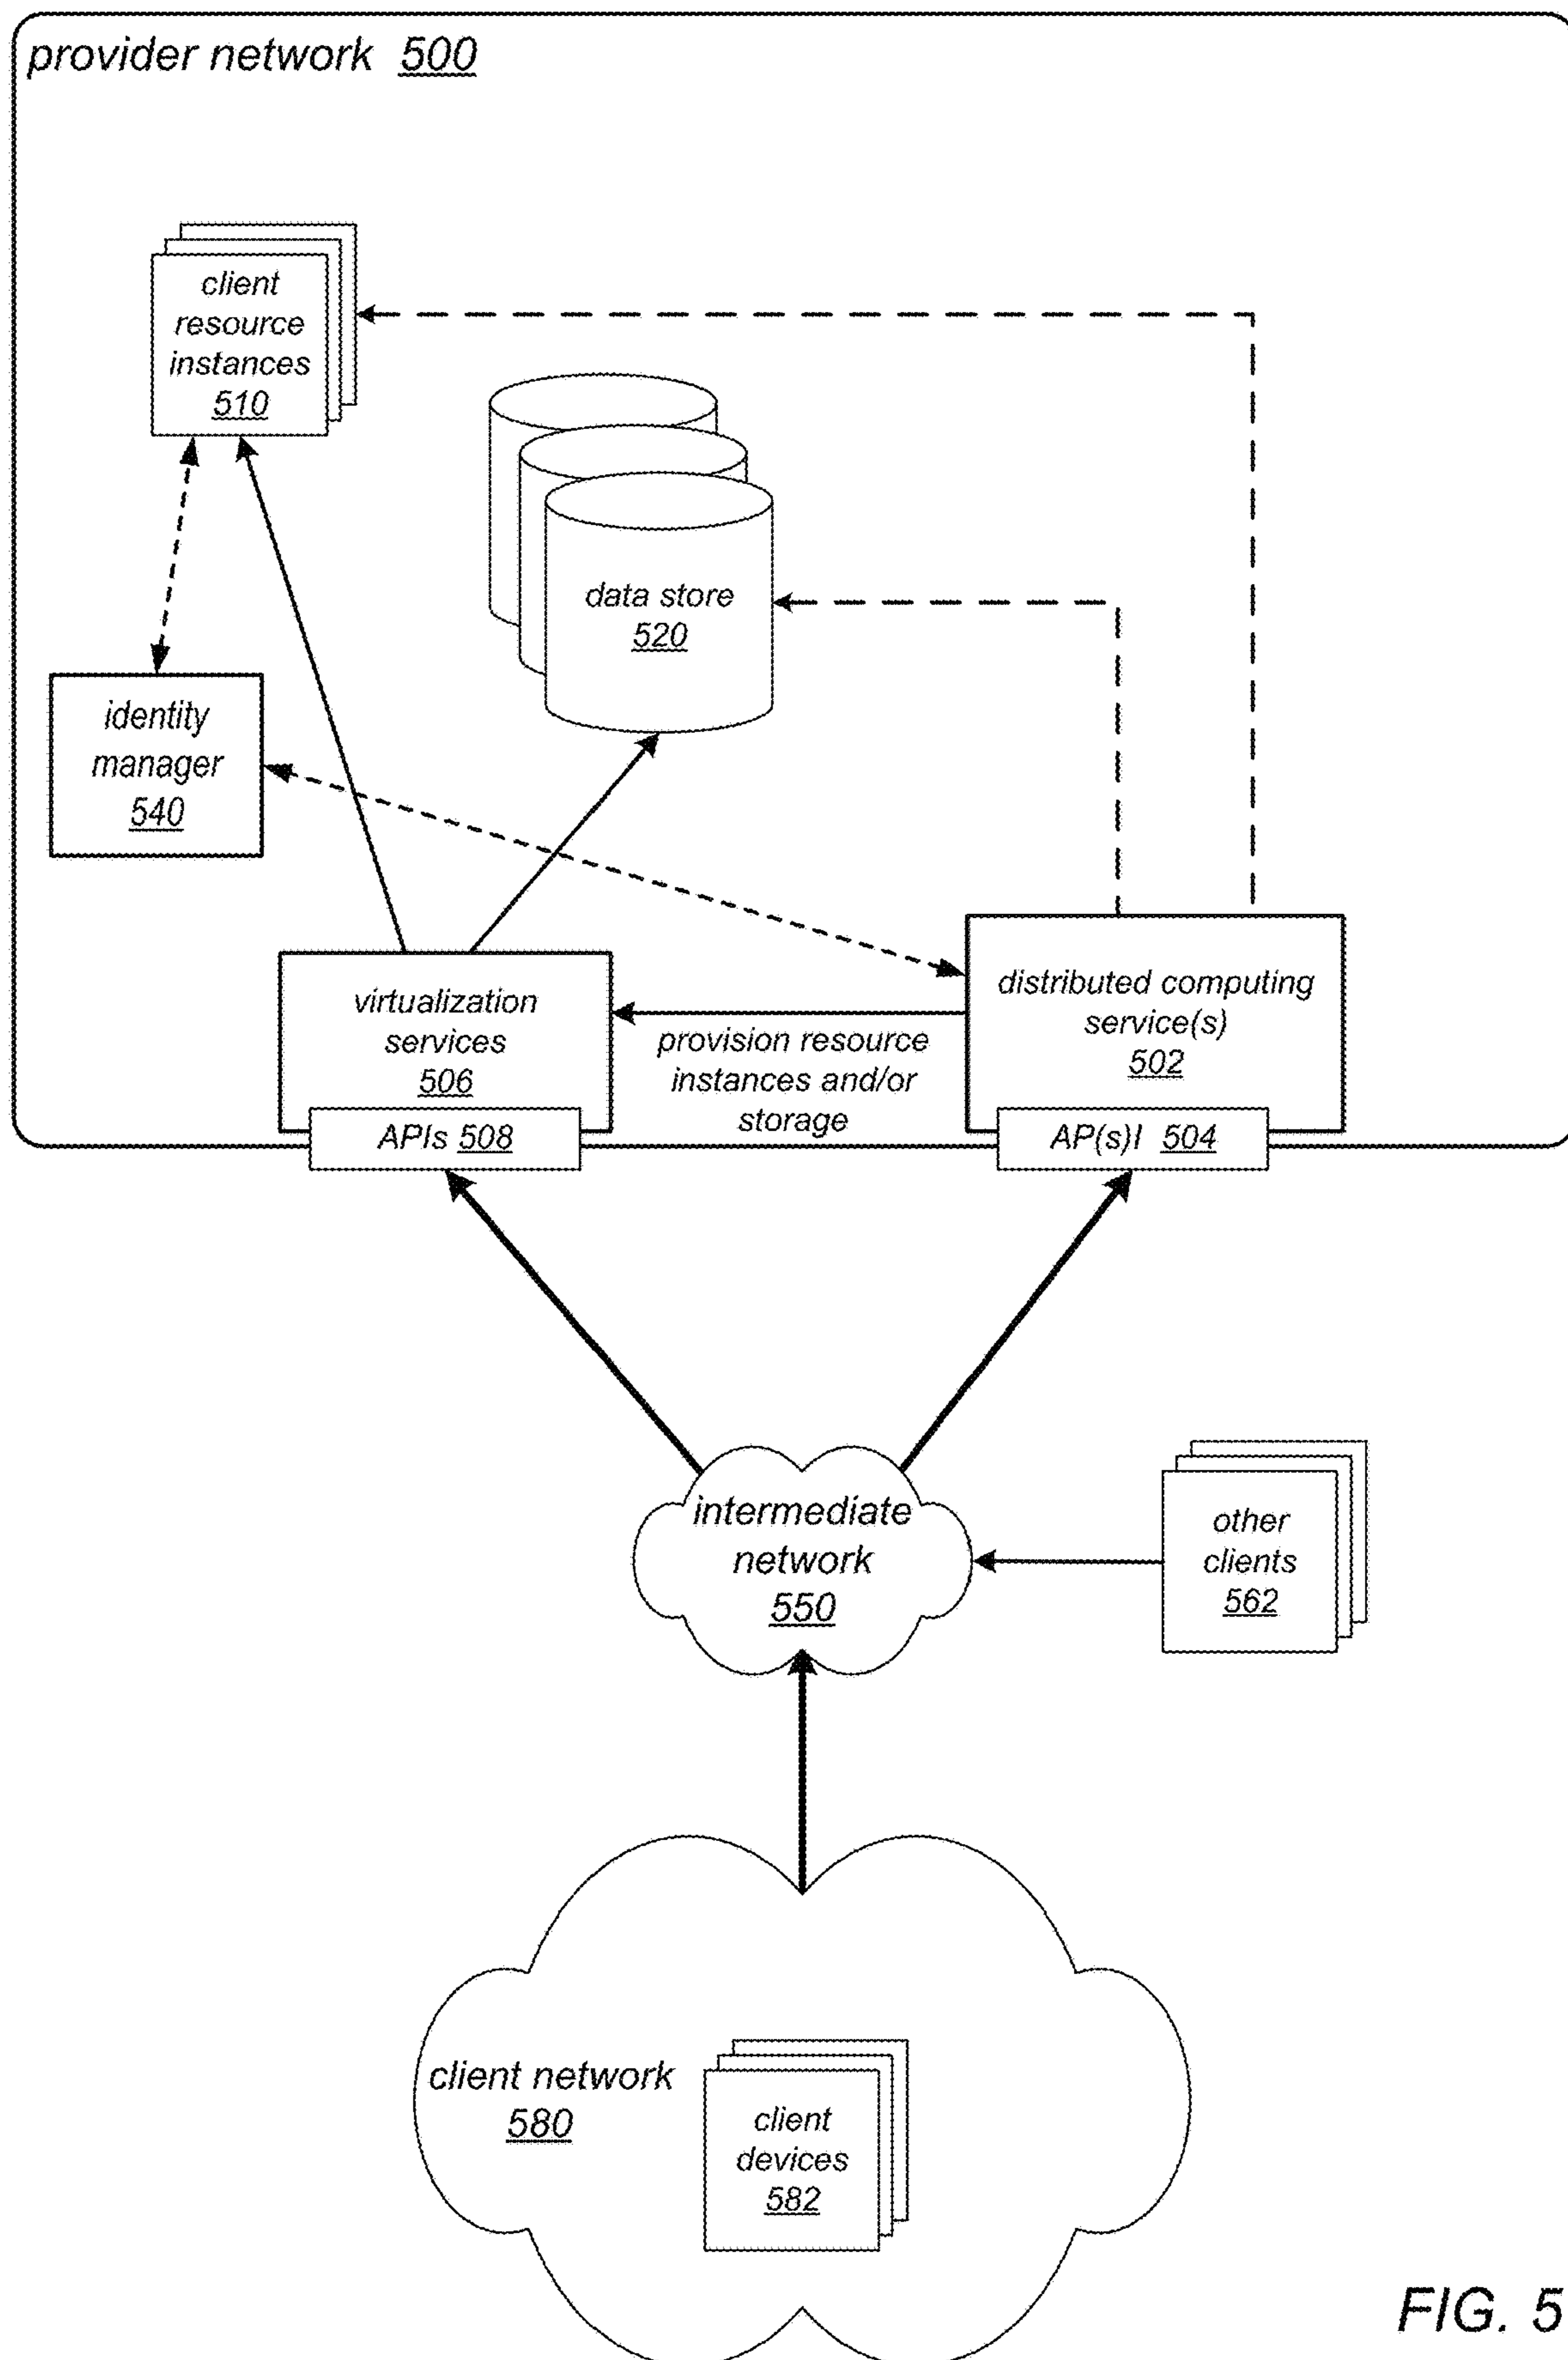 provider network 500
client
resource
instances
510
data store
520
identity
manager
540
virtualization
services
506
APIs 508
provision resource
instances and/or
storage
distributed computing
service(s)
502
AP(s)I 504
intermediate
network
550
other
clients
562
client network
580
client
devices
582
FIG. 5